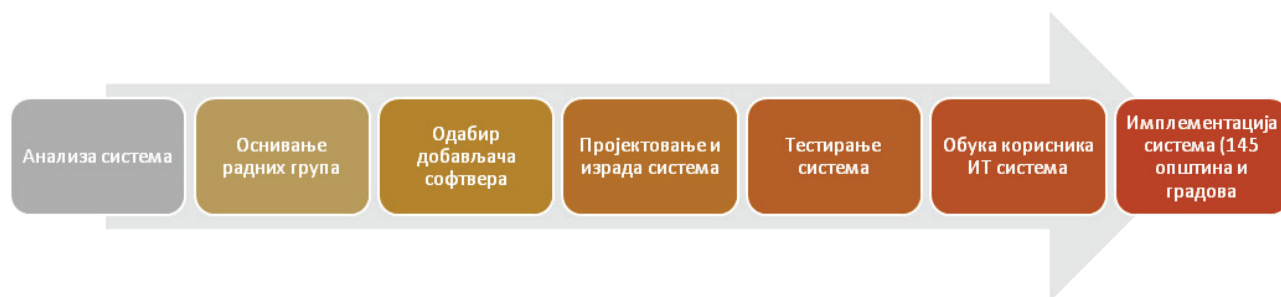 Анализа система
Оснивање
радних група
Одабир
добављача
софтвера
Пројектовање и
израда система
Тестирање
система
Обука корисника
ИТ система
Имплементација
система (145
општина и
градова